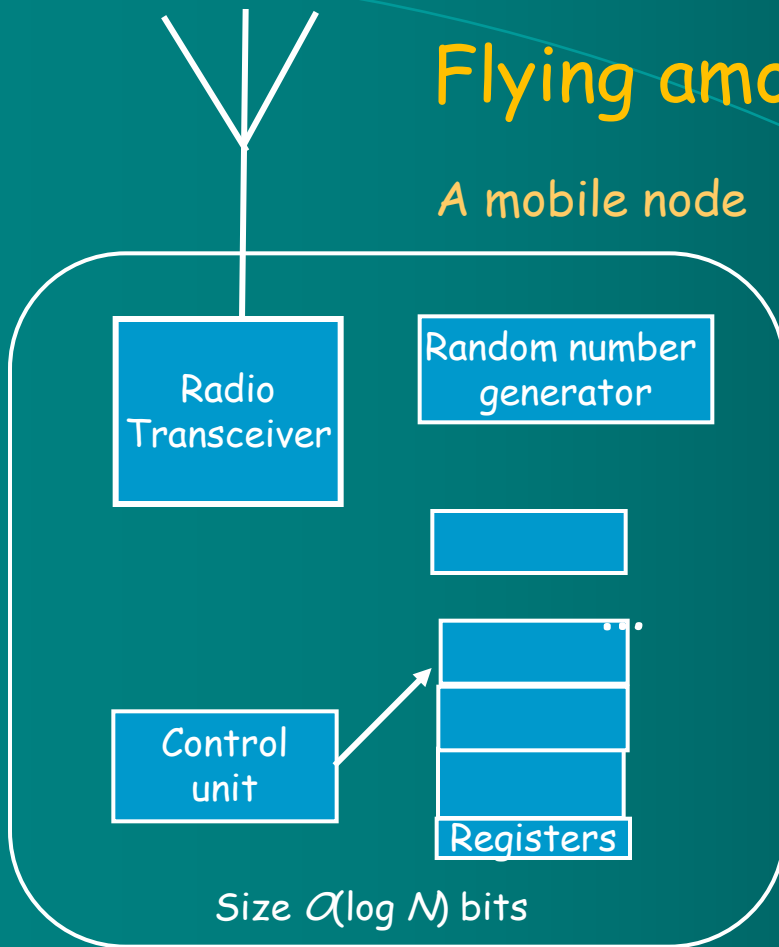 Flying amo
A mobile node
Radio
Transceiver
Random number
generator
...
Control
unit
Registers
Size O(log N) bits